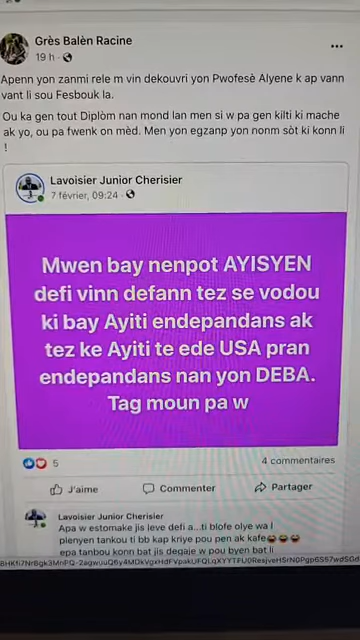 Grès Balèn Racine
19 h ·
Apenn yon zanmi rele m vin dekouvri yon Pwofesè Alyene k ap vann
vant li sou Fesbouk la.
Ou ka gen tout Diplòm nan mond lan men si w pa gen kilti ki mache
ak yo, ou pa fwenk on mèd. Men yon egzanp yon nonm sòt ki konn li
!
Lavoisier Junior Cherisier
7 février, 09:24 ·
Mwen bay nenpot AYISYEN
defi vinn defann tez se vodou
ki bay Ayiti endepandans ak
tez ke Ayiti te ede USA pran
endepandans nan yon DEBA.
Tag moun pa w
5
4 commentaires
J'aime
Commenter
Partager
Lavoisier Junior Cherisier
Apa w estomake jis leve defi a...ti blofe olye wa l
plenyen tankou ti bb kap kriye pou pen ak kafe😂😂😂
epa tanbou konn bat jis degaje w pou byen bat li